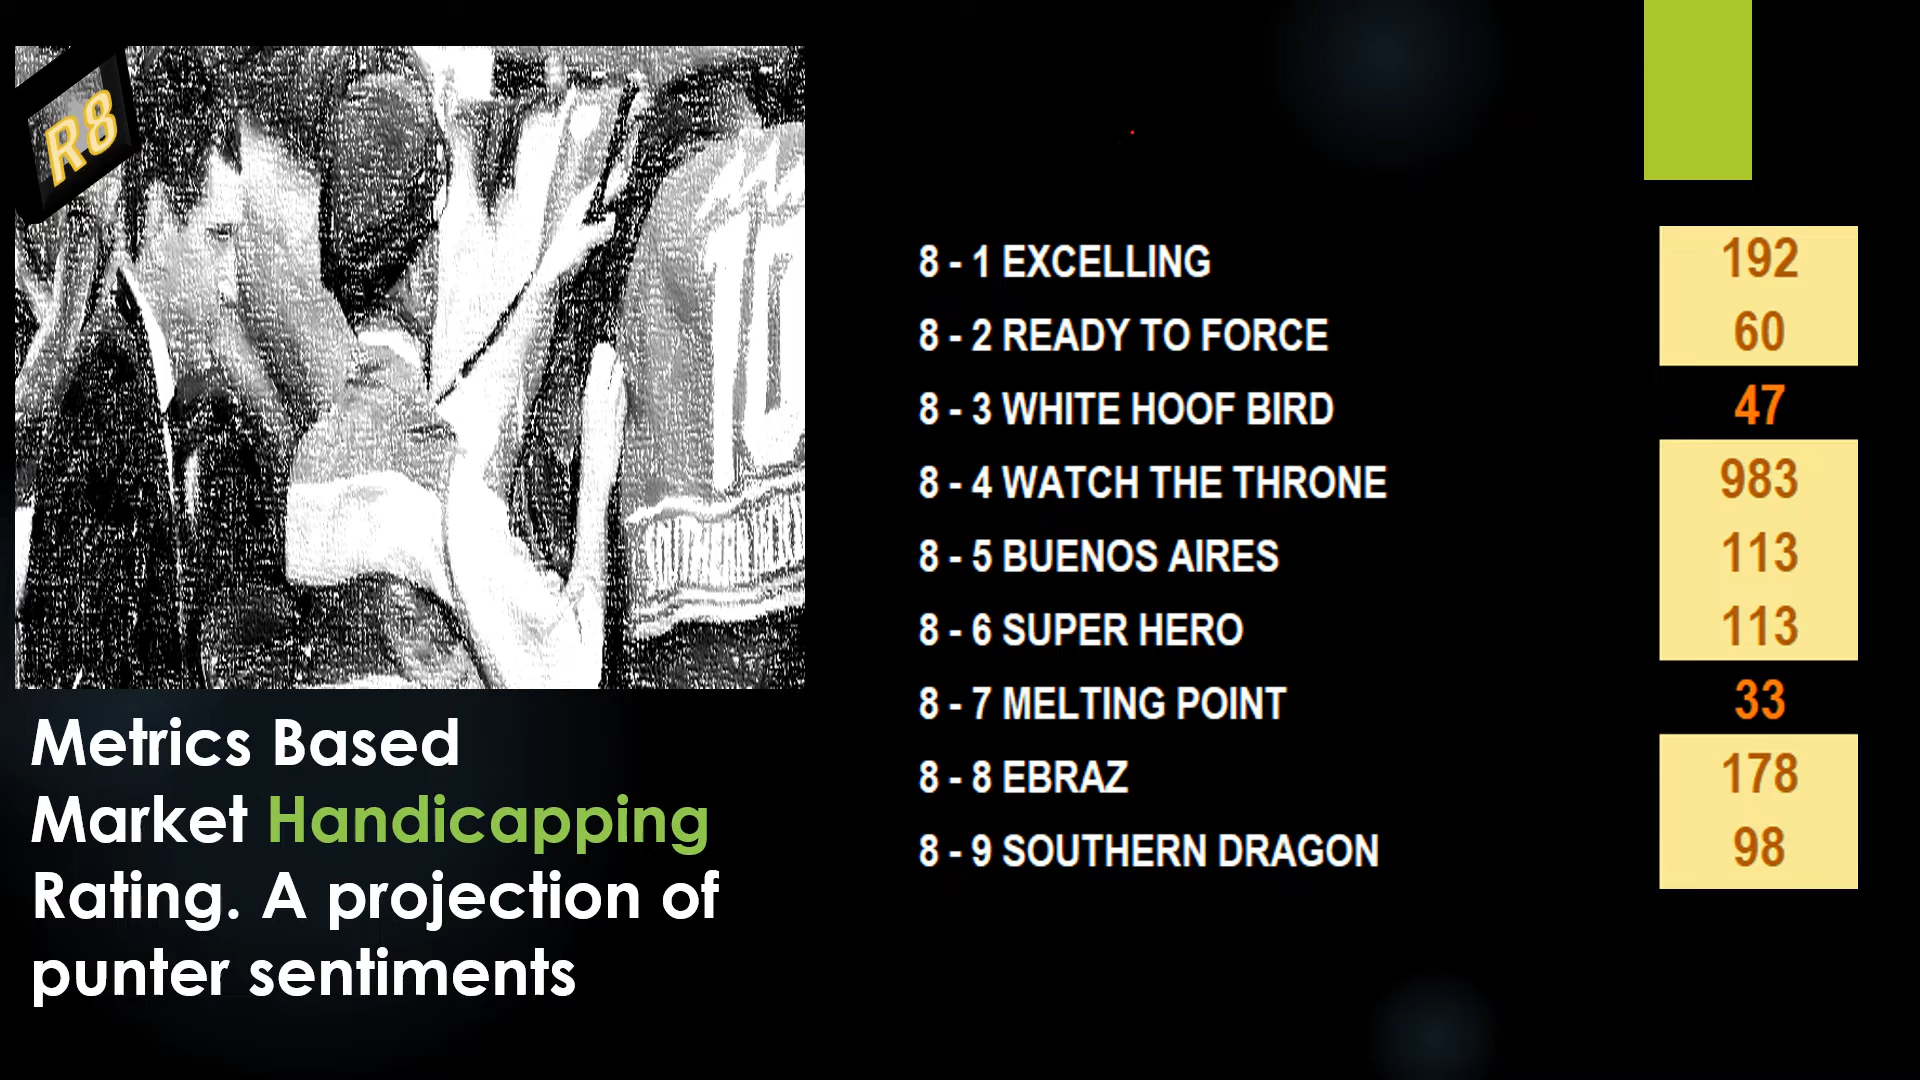 R8
8 - 1 EXCELLING 192
8 - 2 READY TO FORCE 60
8 - 3 WHITE HOOF BIRD 47
8 - 4 WATCH THE THRONE 983
8 - 5 BUENOS AIRES 113
8 - 6 SUPER HERO 113
8 - 7 MELTING POINT 33
8 - 8 EBRAZ 178
8 - 9 SOUTHERN DRAGON 98
Metrics Based
Market Handicapping
Rating. A projection of
punter sentiments